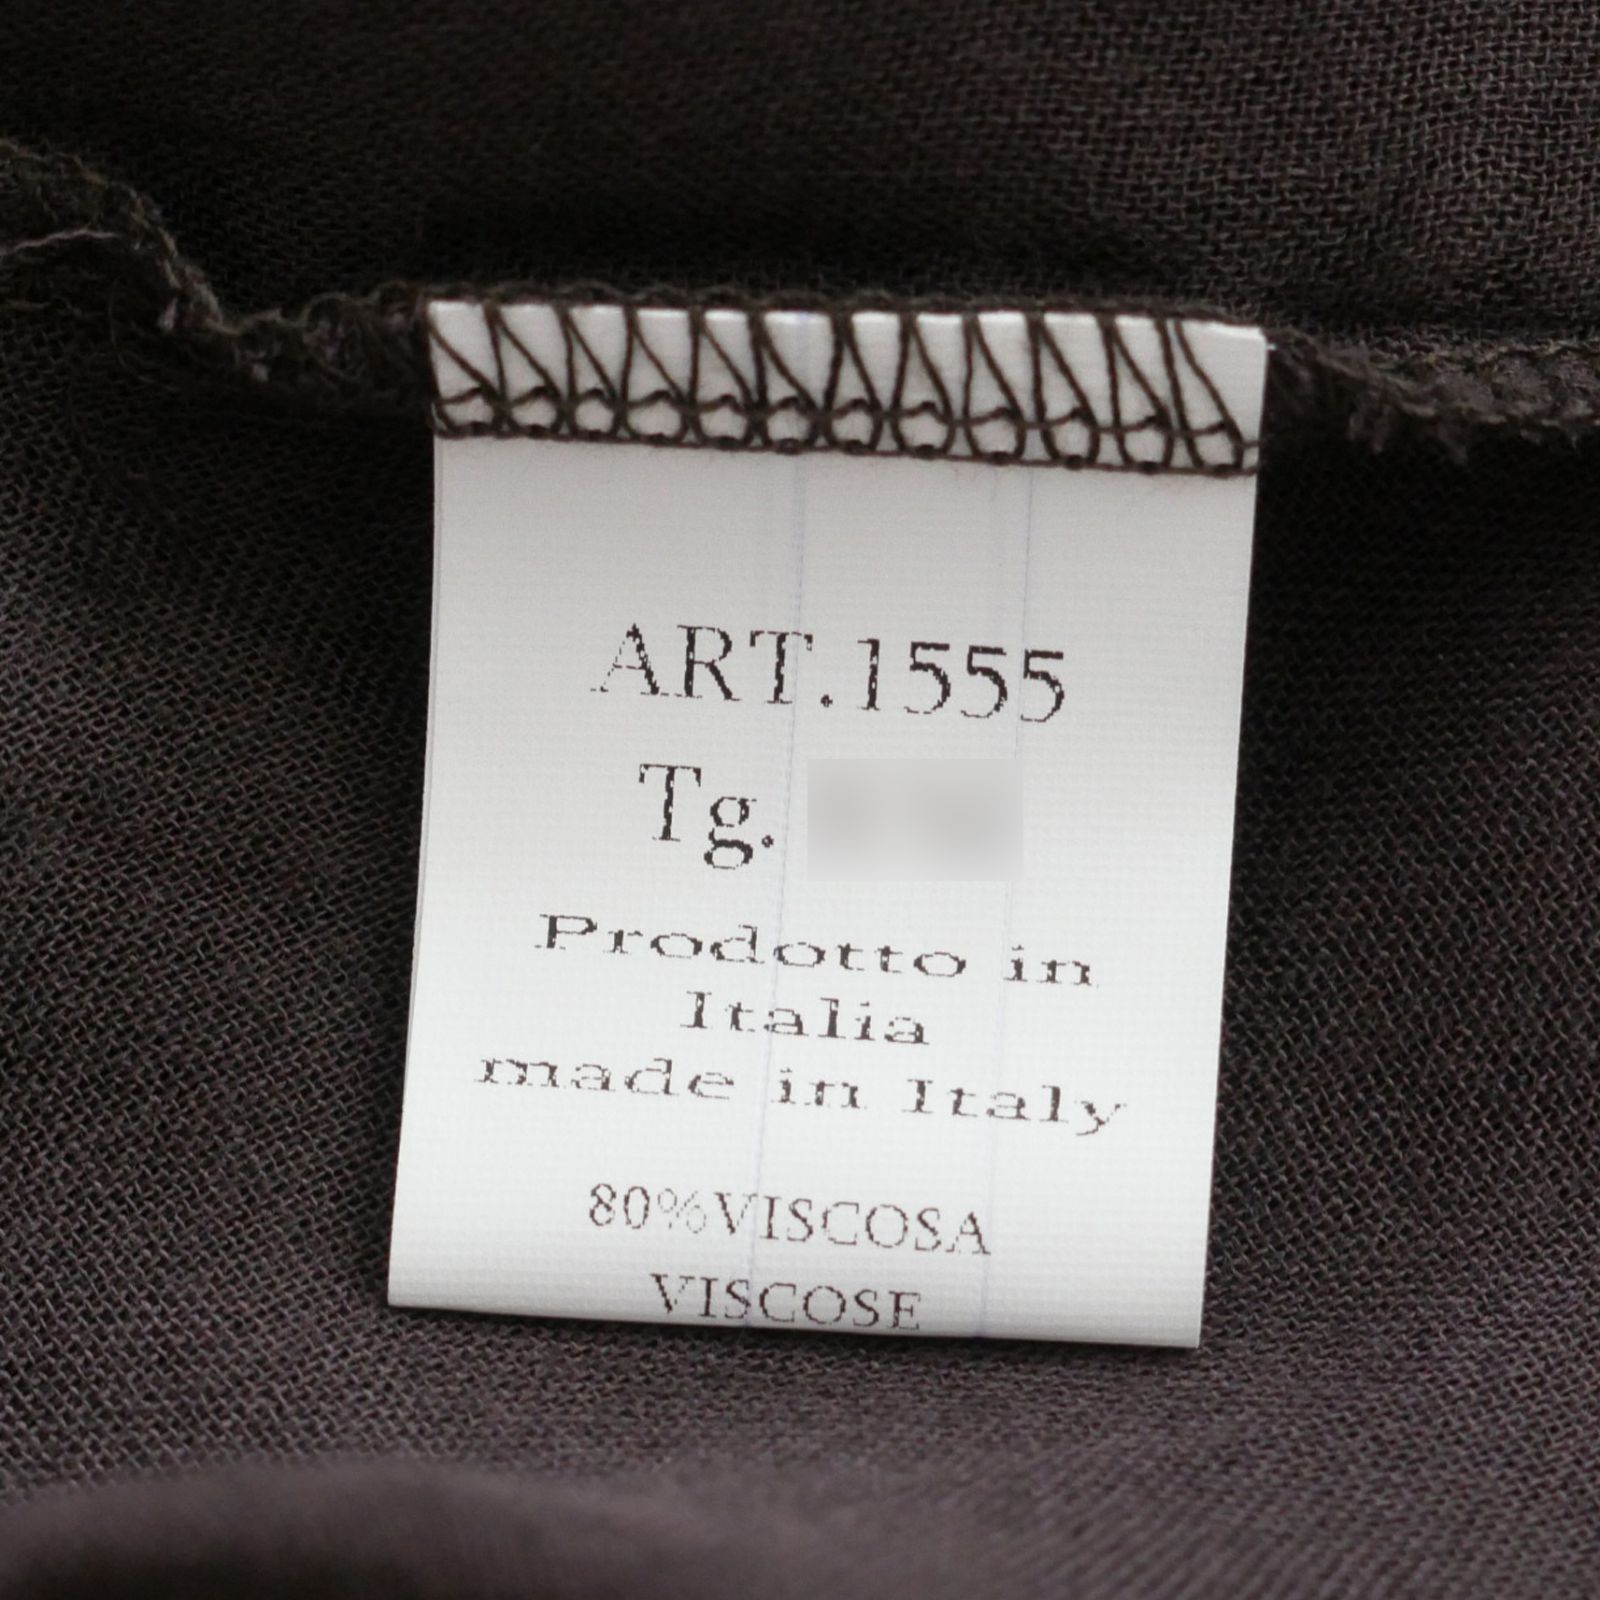 ART.1555
Tg.
Prodotto in
Italia
made in Italy
80%VISCOSA
VISCOSE